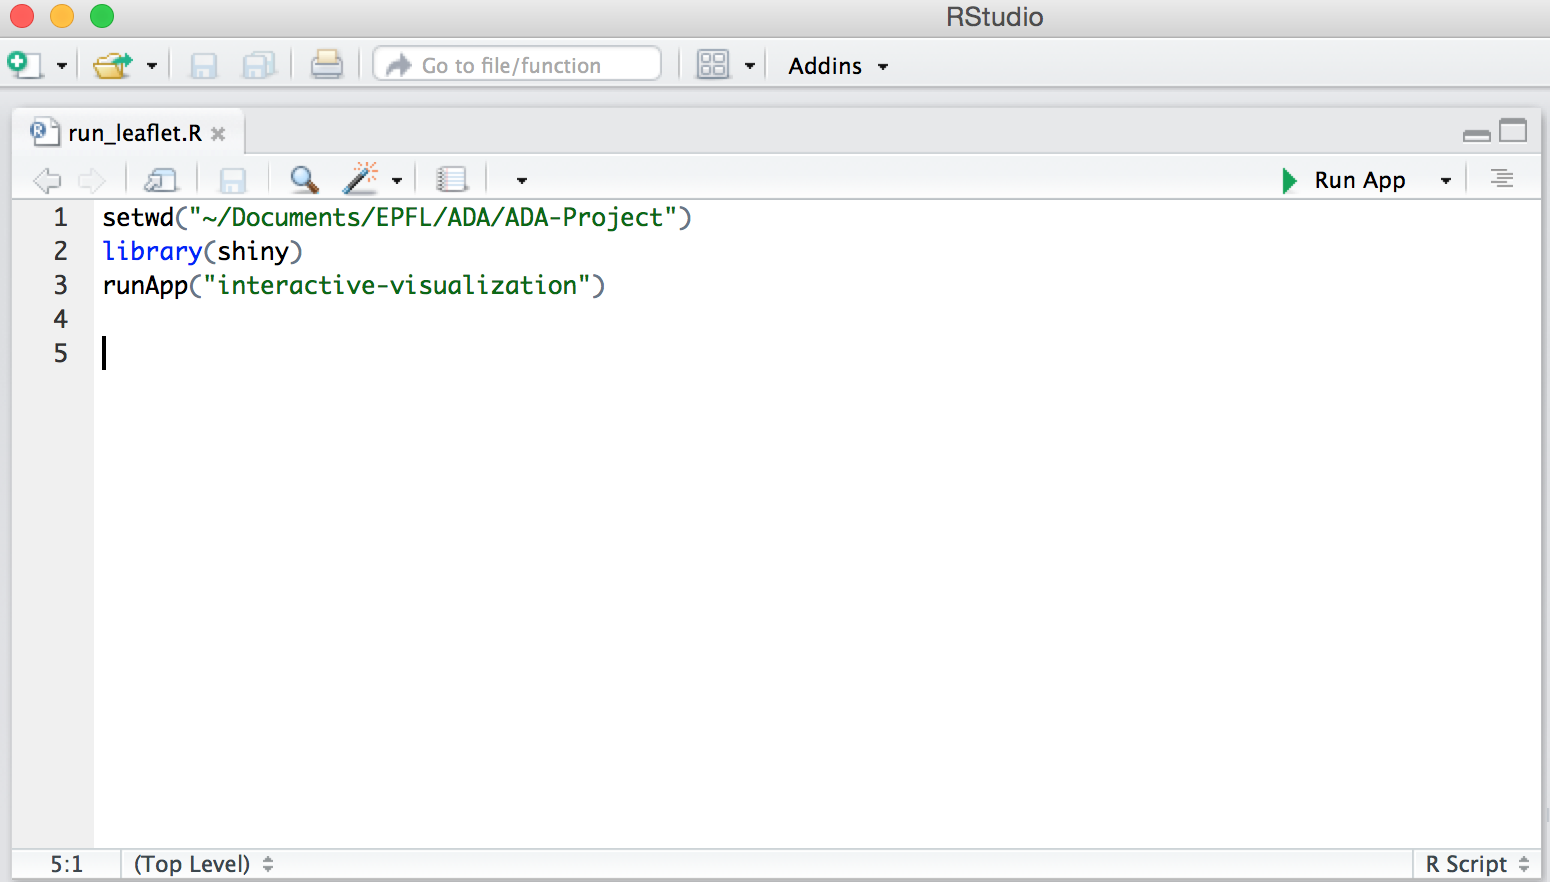 RStudio
Go to file/function
Addins
run_leaflet.R
Run App
1 setwd("~/Documents/EPFL/ADA/ADA-Project")
2 library(shiny)
3 runApp("interactive-visualization")
4
5
5:1 (Top Level) R Script